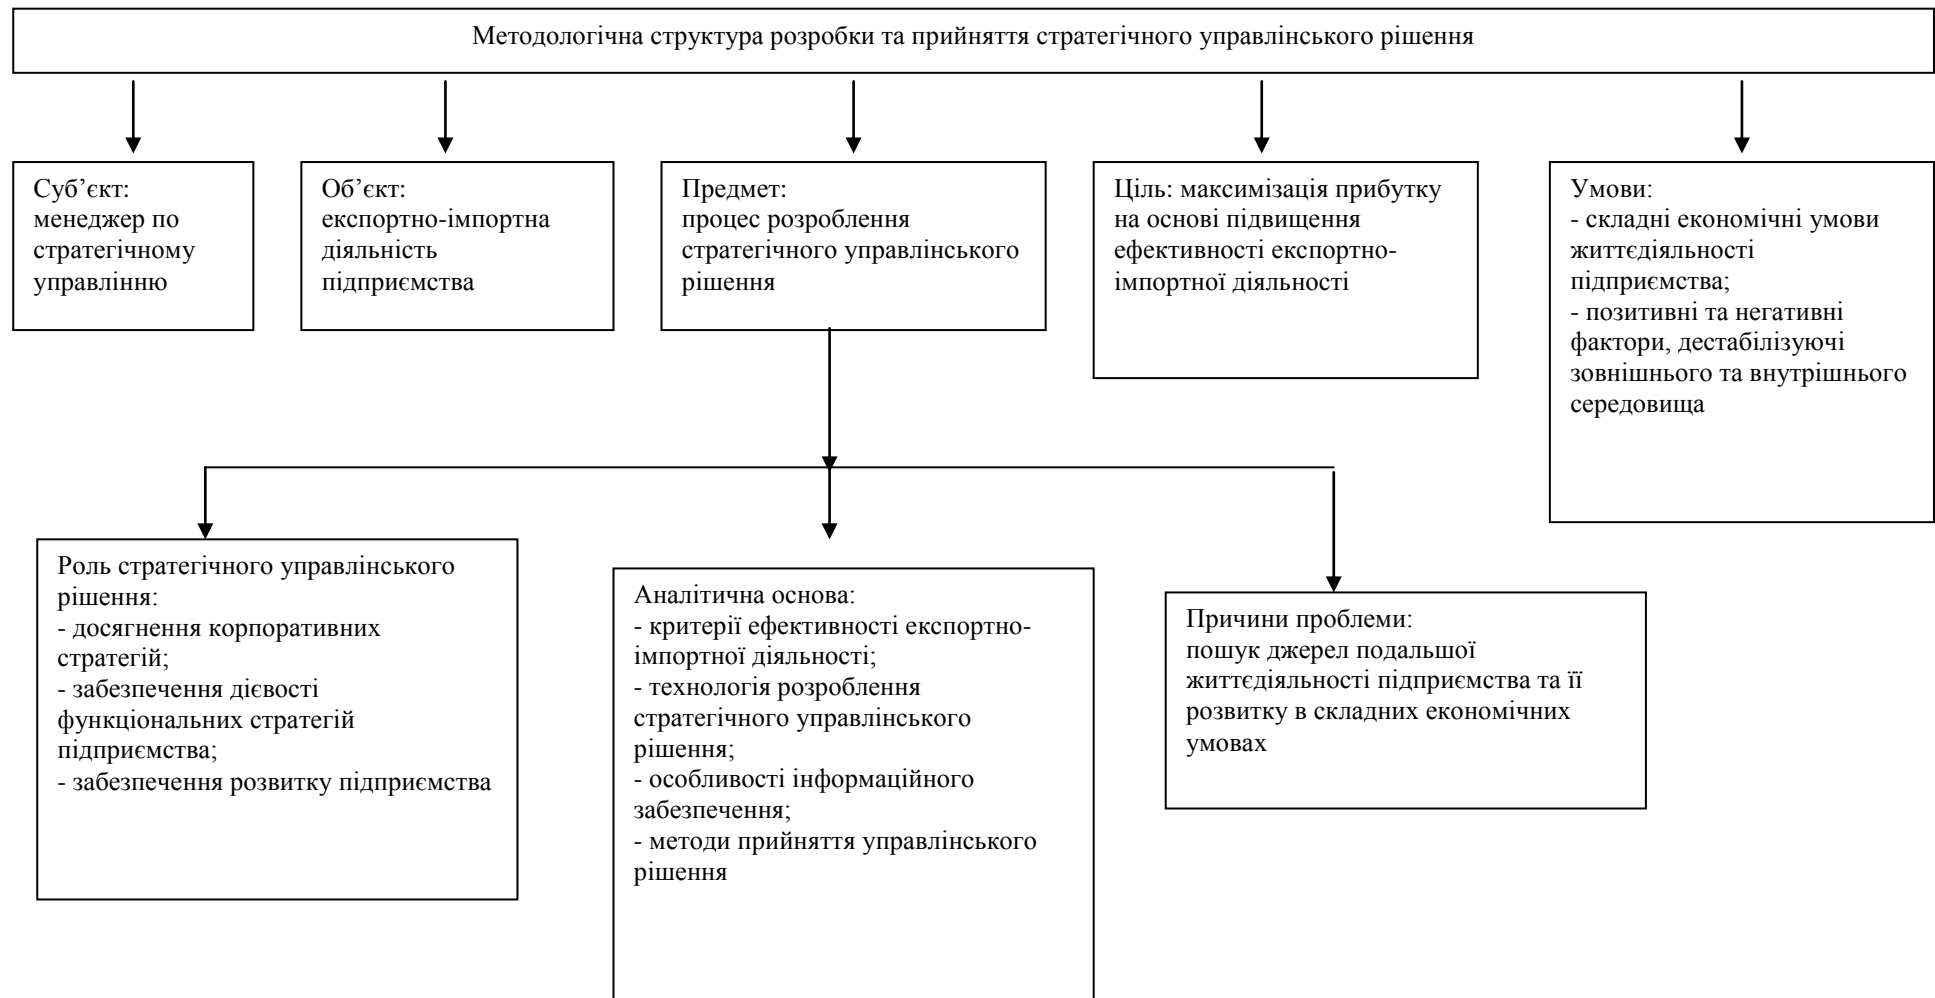 Методологічна структура розробки та прийняття стратегічного управлінського рішення
Суб’єкт:
менеджер по
стратегічному
управлінню
Об’єкт:
експортно-імпортна
діяльність
підприємства
Предмет:
процес розроблення
стратегічного управлінського
рішення
Ціль: максимізація прибутку
на основі підвищення
ефективності експортно-
імпортної діяльності
Умови:
- складні економічні умови
життєдіяльності
підприємства;
- позитивні та негативні
фактори, дестабілізуючі
зовнішнього та внутрішнього
середовища
Роль стратегічного управлінського
рішення:
- досягнення корпоративних
стратегій;
- забезпечення дієвості
функціональних стратегій
підприємства;
- забезпечення розвитку підприємства
Аналітична основа:
- критерії ефективності експортно-
імпортної діяльності;
- технологія розроблення
стратегічного управлінського
рішення;
- особливості інформаційного
забезпечення;
- методи прийняття управлінського
рішення
Причини проблеми:
пошук джерел подальшої
життєдіяльності підприємства та її
розвитку в складних економічних
умовах